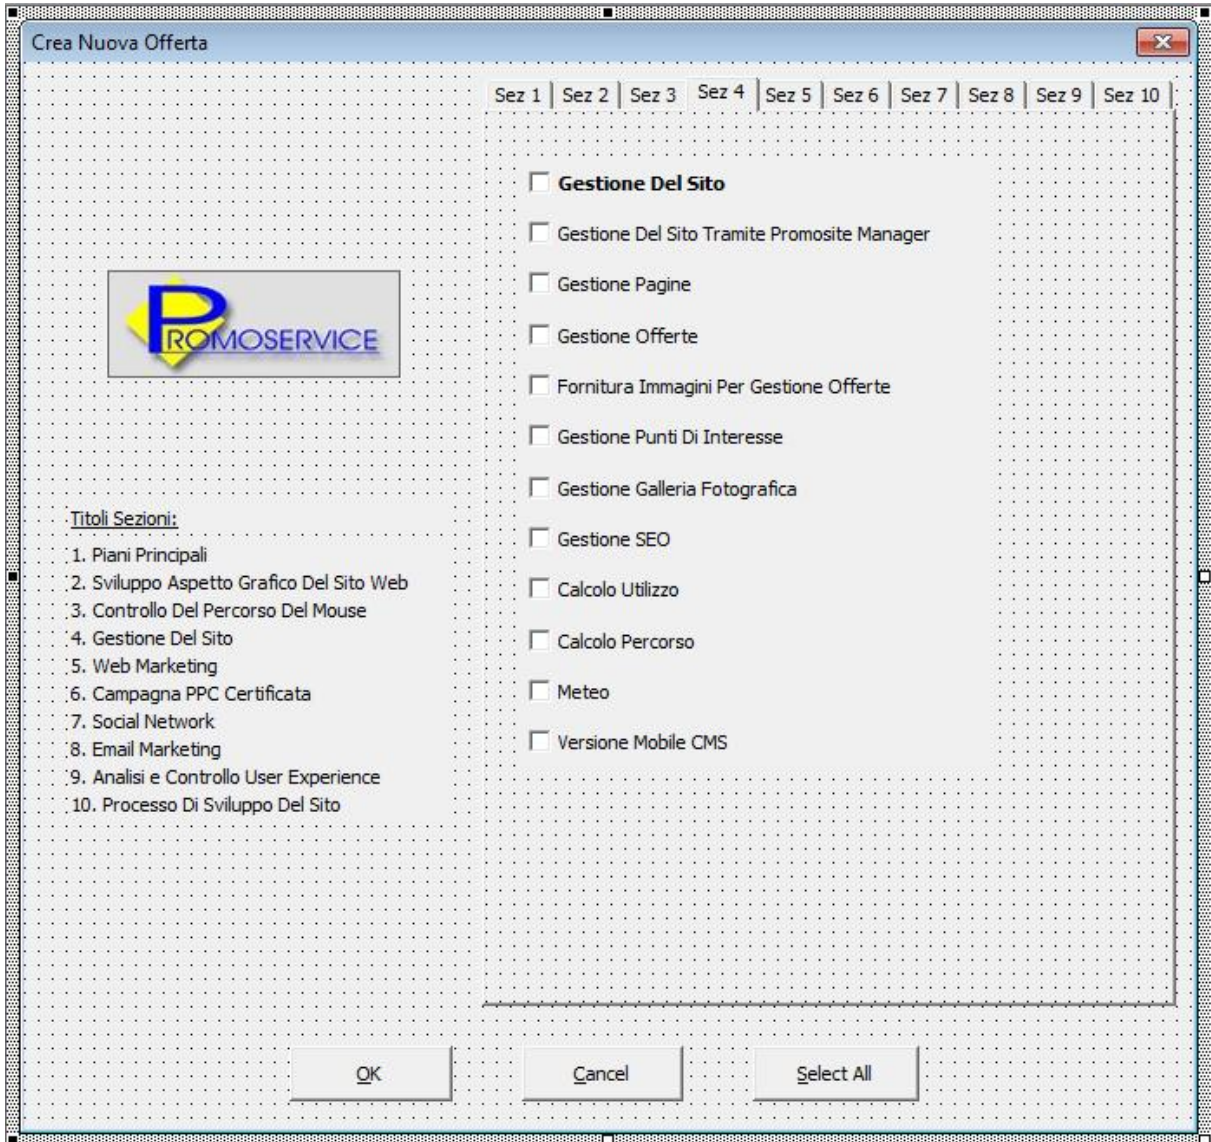 Crea Nuova Offerta
Sez 1 Sez 2 Sez 3 Sez 4 Sez 5 Sez 6 Sez 7 Sez 8 Sez 9 Sez 10
PROMOSERVICE
Titoli Sezioni:
1. Piani Principali
2. Sviluppo Aspetto Grafico Del Sito Web
3. Controllo Del Percorso Del Mouse
4. Gestione Del Sito
5. Web Marketing
6. Campagna PPC Certificata
7. Social Network
8. Email Marketing
9. Analisi e Controllo User Experience
10. Processo Di Sviluppo Del Sito
Gestione Del Sito
Gestione Del Sito Tramite Promosite Manager
Gestione Pagine
Gestione Offerte
Fornitura Immagini Per Gestione Offerte
Gestione Punti Di Interesse
Gestione Galleria Fotografica
Gestione SEO
Calcolo Utilizzo
Calcolo Percorso
Meteo
Versione Mobile CMS
OK Cancel Select All